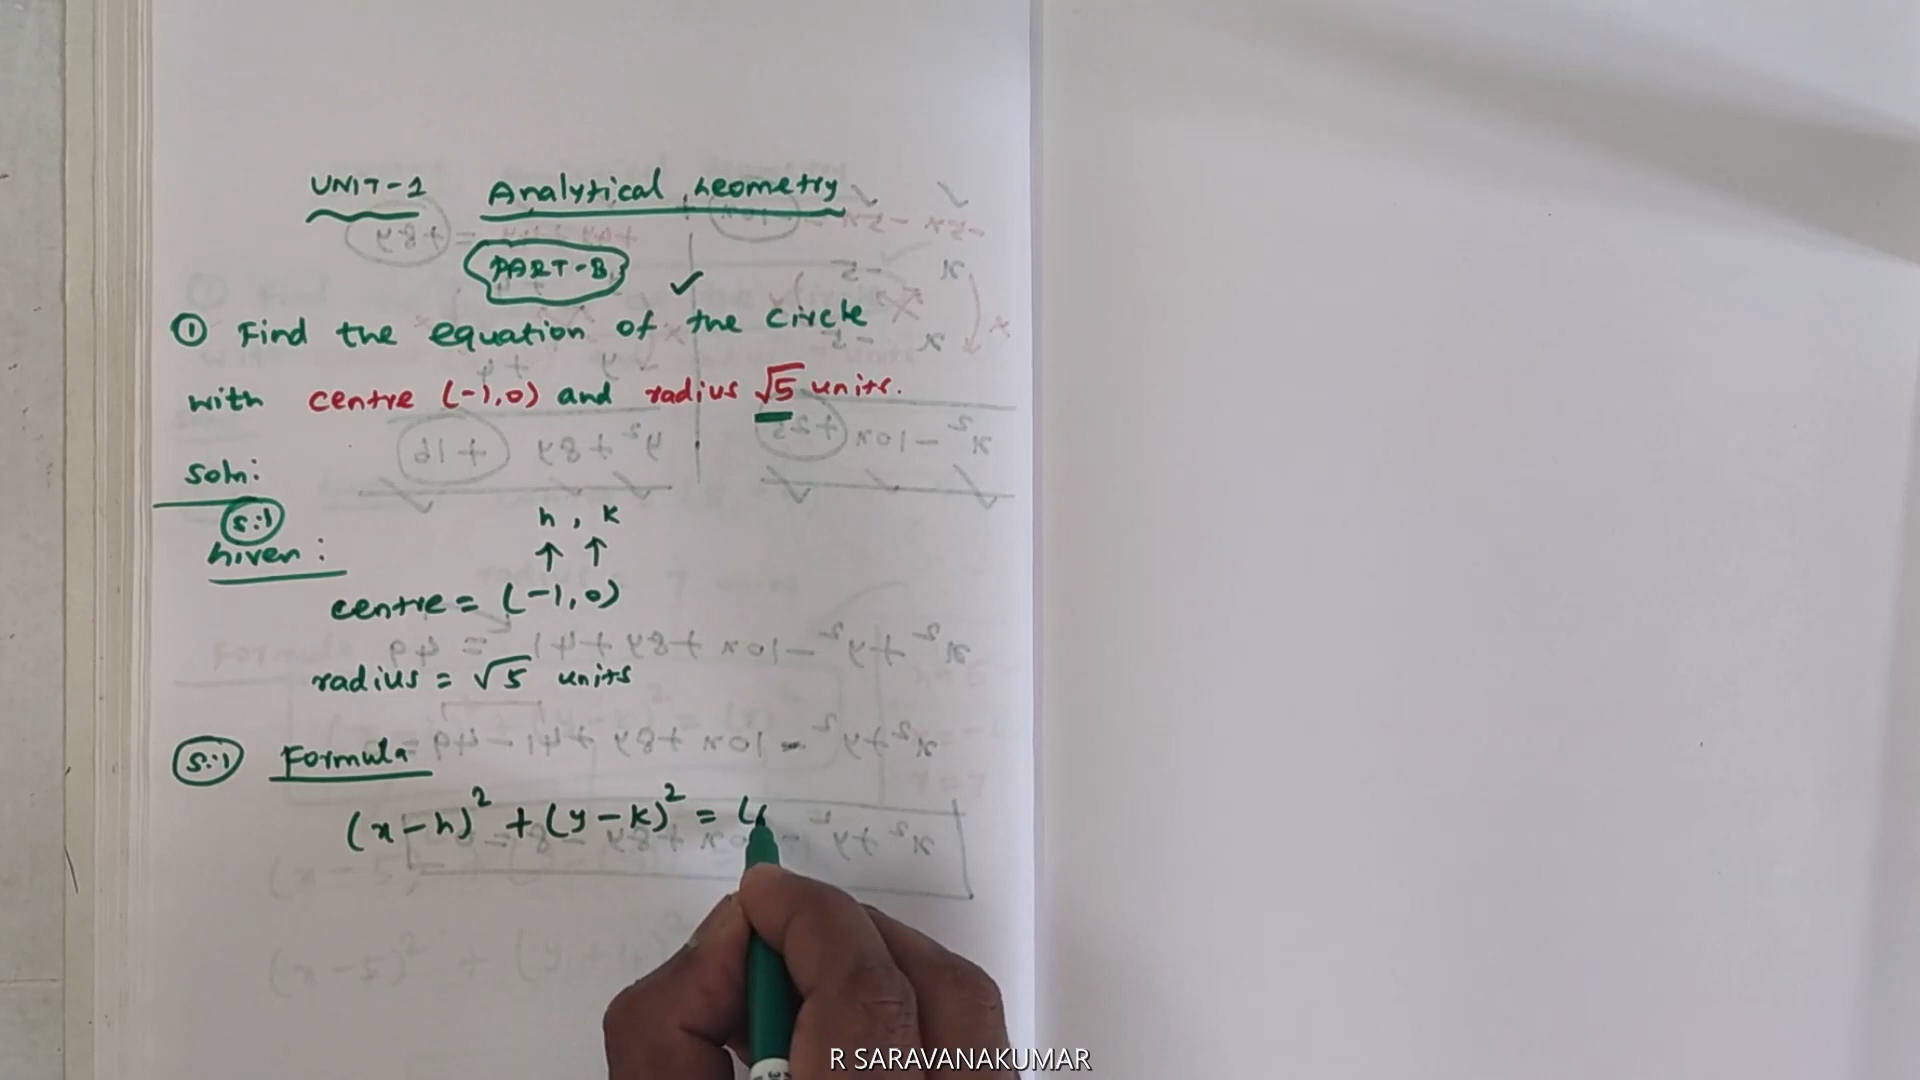 UNIT-1 Analytical Geometry
PART-B
① Find the equation of the circle
with centre (-1,0) and radius √5 units.
Soln:
S:1
Given:
h, k
↑ ↑
centre = (-1,0)
radius = √5 units
S:1 Formula
(x-h)² + (y-k)² = (
R SARAVANAKUMAR